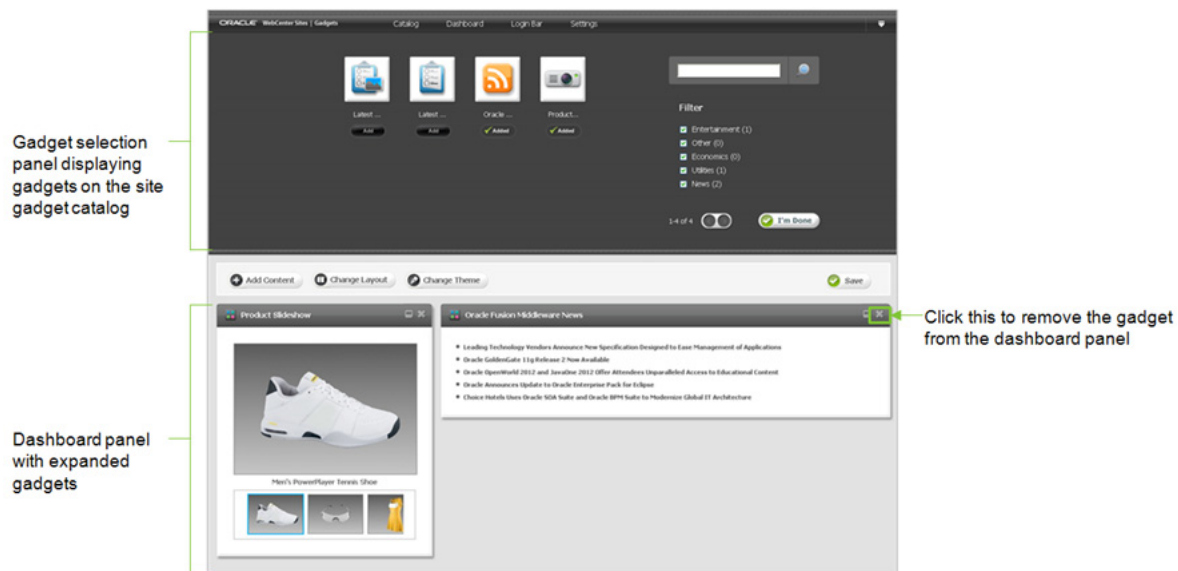 ORACLE WebCenter Sites | Gadgets Catalog Dashboard Login Bar Settings
Gadget selection
panel displaying
gadgets on the site
gadget catalog
Latest ... Latest ... Oracle ... Product...
Add Add Added Added
Filter
Entertainment (1)
Other (0)
Economics (0)
Utilities (1)
News (2)
1-4 of 4 I'm Done
Add Content Change Layout Change Theme Save
Product Slideshow Oracle Fusion Middleware News
Click this to remove the gadget
from the dashboard panel
Leading Technology Vendors Announce New Specification Designed to Ease Management of Applications
Oracle GoldenGate 11g Release 2 Now Available
Oracle OpenWorld 2012 and JavaOne 2012 Offer Attendees Unparalleled Access to Educational Content
Oracle Announces Update to Oracle Enterprise Pack for Eclipse
Choice Hotels Uses Oracle SOA Suite and Oracle BPM Suite to Modernize Global IT Architecture
Dashboard panel
with expanded
gadgets
Men's PowerPlayer Tennis Shoe